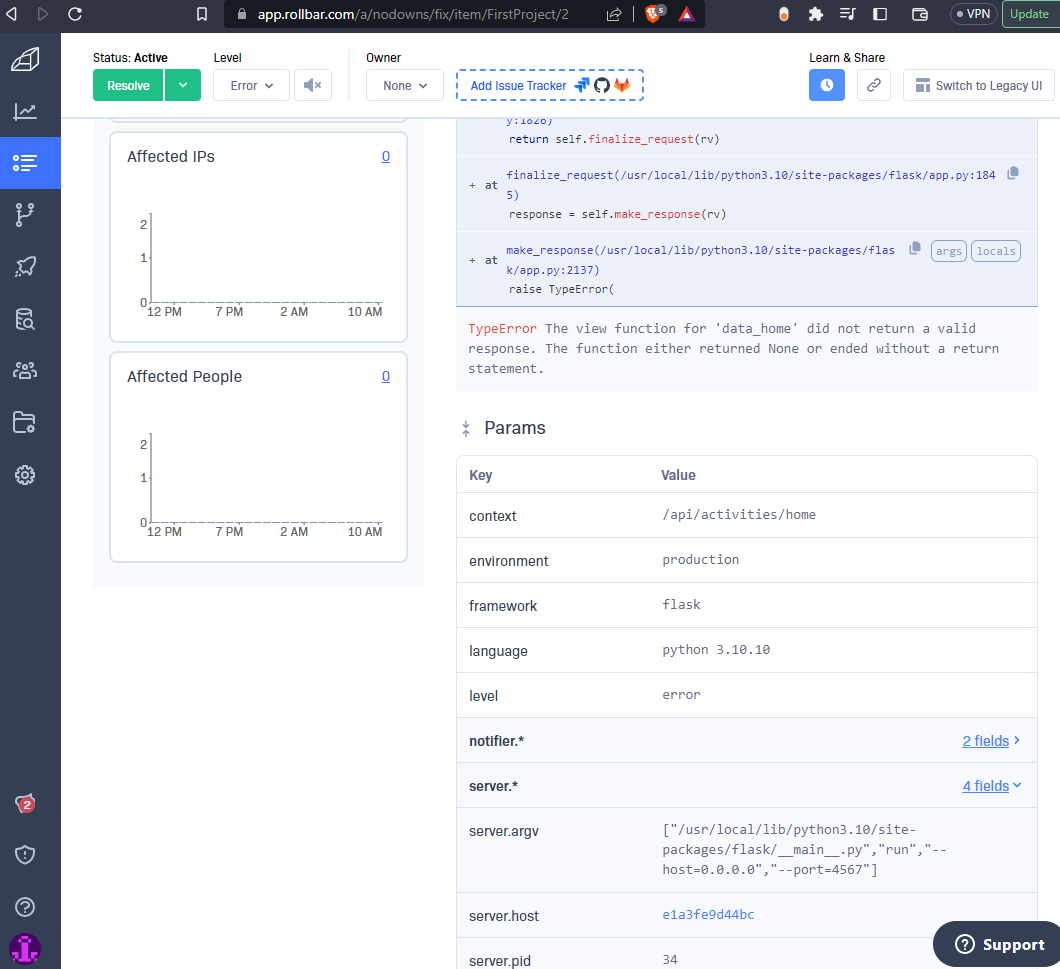 app.rollbar.com/a/nodowns/fix/item/FirstProject/2
5
VPN
Update
Status: Active
Level
Owner
Learn & Share
Resolve
Error
None
Add Issue Tracker
Switch to Legacy UI
Affected IPs
0
2
1
0
12 PM
7 PM
2 AM
10 AM
Affected People
0
2
1
0
12 PM
7 PM
2 AM
10 AM
y:1826)
return self.finalize_request(rv)
+ at
finalize_request(/usr/local/lib/python3.10/site-packages/flask/app.py:184
5)
response = self.make_response(rv)
+ at
make_response(/usr/local/lib/python3.10/site-packages/flas
k/app.py:2137)
args
locals
raise TypeError(
TypeError The view function for 'data_home' did not return a valid
response. The function either returned None or ended without a return
statement.
Params
Key Value
context /api/activities/home
environment production
framework flask
language python 3.10.10
level error
notifier.* 2 fields
server.* 4 fields
server.argv ["/usr/local/lib/python3.10/site-
packages/flask/__main__.py","run","--
host=0.0.0.0","--port=4567"]
server.host e1a3fe9d44bc
server.pid 34
2
Support